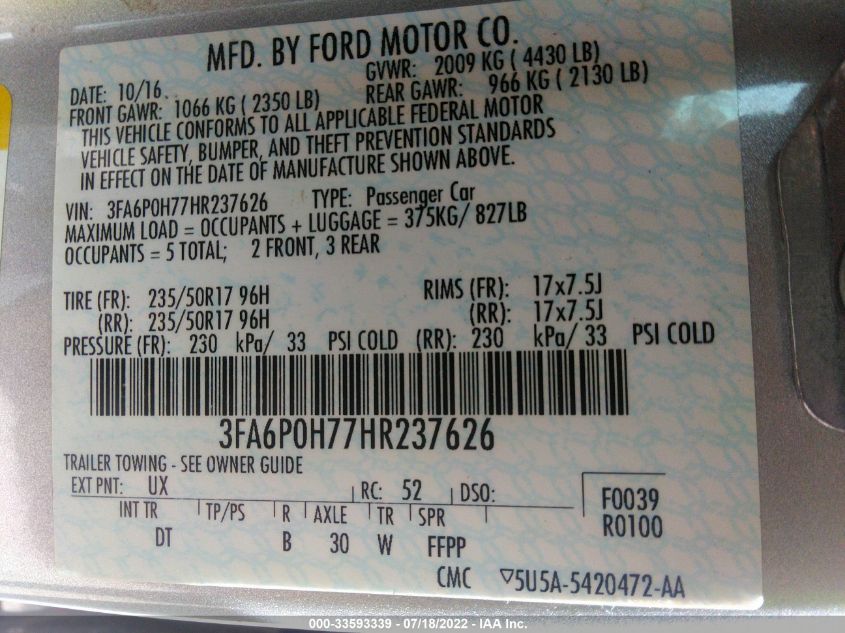 MFD. BY FORD MOTOR CO.
DATE: 10/16 GVWR: 2009 KG ( 4430 LB)
FRONT GAWR: 1066 KG ( 2350 LB) REAR GAWR: 966 KG ( 2130 LB)
THIS VEHICLE CONFORMS TO ALL APPLICABLE FEDERAL MOTOR
VEHICLE SAFETY, BUMPER, AND THEFT PREVENTION STANDARDS
IN EFFECT ON THE DATE OF MANUFACTURE SHOWN ABOVE.
VIN: 3FA6P0H77HR237626 TYPE: Passenger Car
MAXIMUM LOAD = OCCUPANTS + LUGGAGE = 375KG/ 827LB
OCCUPANTS = 5 TOTAL; 2 FRONT, 3 REAR
TIRE (FR): 235/50R17 96H RIMS (FR): 17x7.5J
(RR): 235/50R17 96H (RR): 17x7.5J
PRESSURE (FR): 230 kPa/ 33 PSI COLD (RR): 230 kPa/ 33 PSI COLD
3FA6P0H77HR237626
TRAILER TOWING - SEE OWNER GUIDE
EXT PNT: UX RC: 52 DSO:
INT TR TP/PS R AXLE TR SPR
DT B 30 W FFPP
F0039
R0100
CMC ▽5U5A-5420472-AA
000-33593339 - 07/18/2022 - IAA Inc.